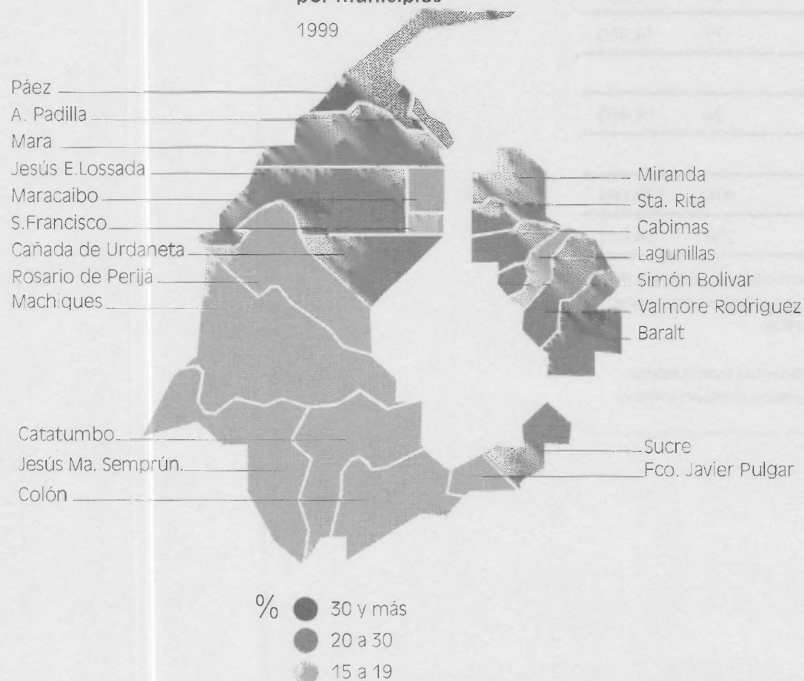 1999
Páez
A. Padilla
Mara
Jesús E.Lossada
Maracaibo
S.Francisco
Cañada de Urdaneta
Rosario de Perijá
Machiques
Catatumbo
Jesús Ma. Semprún
Colón
Miranda
Sta. Rita
Cabimas
Lagunillas
Simón Bolívar
Valmore Rodriguez
Baralt
Sucre
Fco. Javier Pulgar
%
30 y más
20 a 30
15 a 19